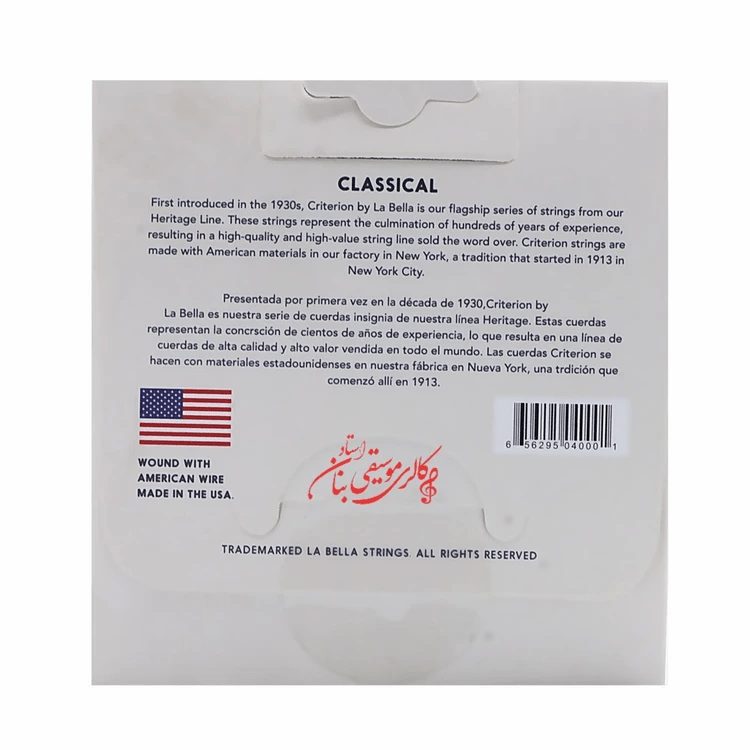 CLASSICAL
First introduced in the 1930s, Criterion by La Bella is our flagship series of strings from our
Heritage Line. These strings represent the culmination of hundreds of years of experience,
resulting in a high-quality and high-value string line sold the word over. Criterion strings are
made with American materials in our factory in New York, a tradition that started in 1913 in
New York City.
Presentada por primera vez en la década de 1930,Criterion by
La Bella es nuestra serie de cuerdas insignia de nuestra línea Heritage. Estas cuerdas
representan la concrsción de cientos de años de experiencia, lo que resulta en una línea de
cuerdas de alta calidad y alto valor vendida en todo el mundo. Las cuerdas Criterion se
hacen con materiales estadounidenses en nuestra fábrica en Nueva York, una trdición que
comenzó allí en 1913.
6 56295 04000 1
WOUND WITH
AMERICAN WIRE
MADE IN THE USA.
گالری موسیقی استاد بنان
TRADEMARKED LA BELLA STRINGS. ALL RIGHTS RESERVED